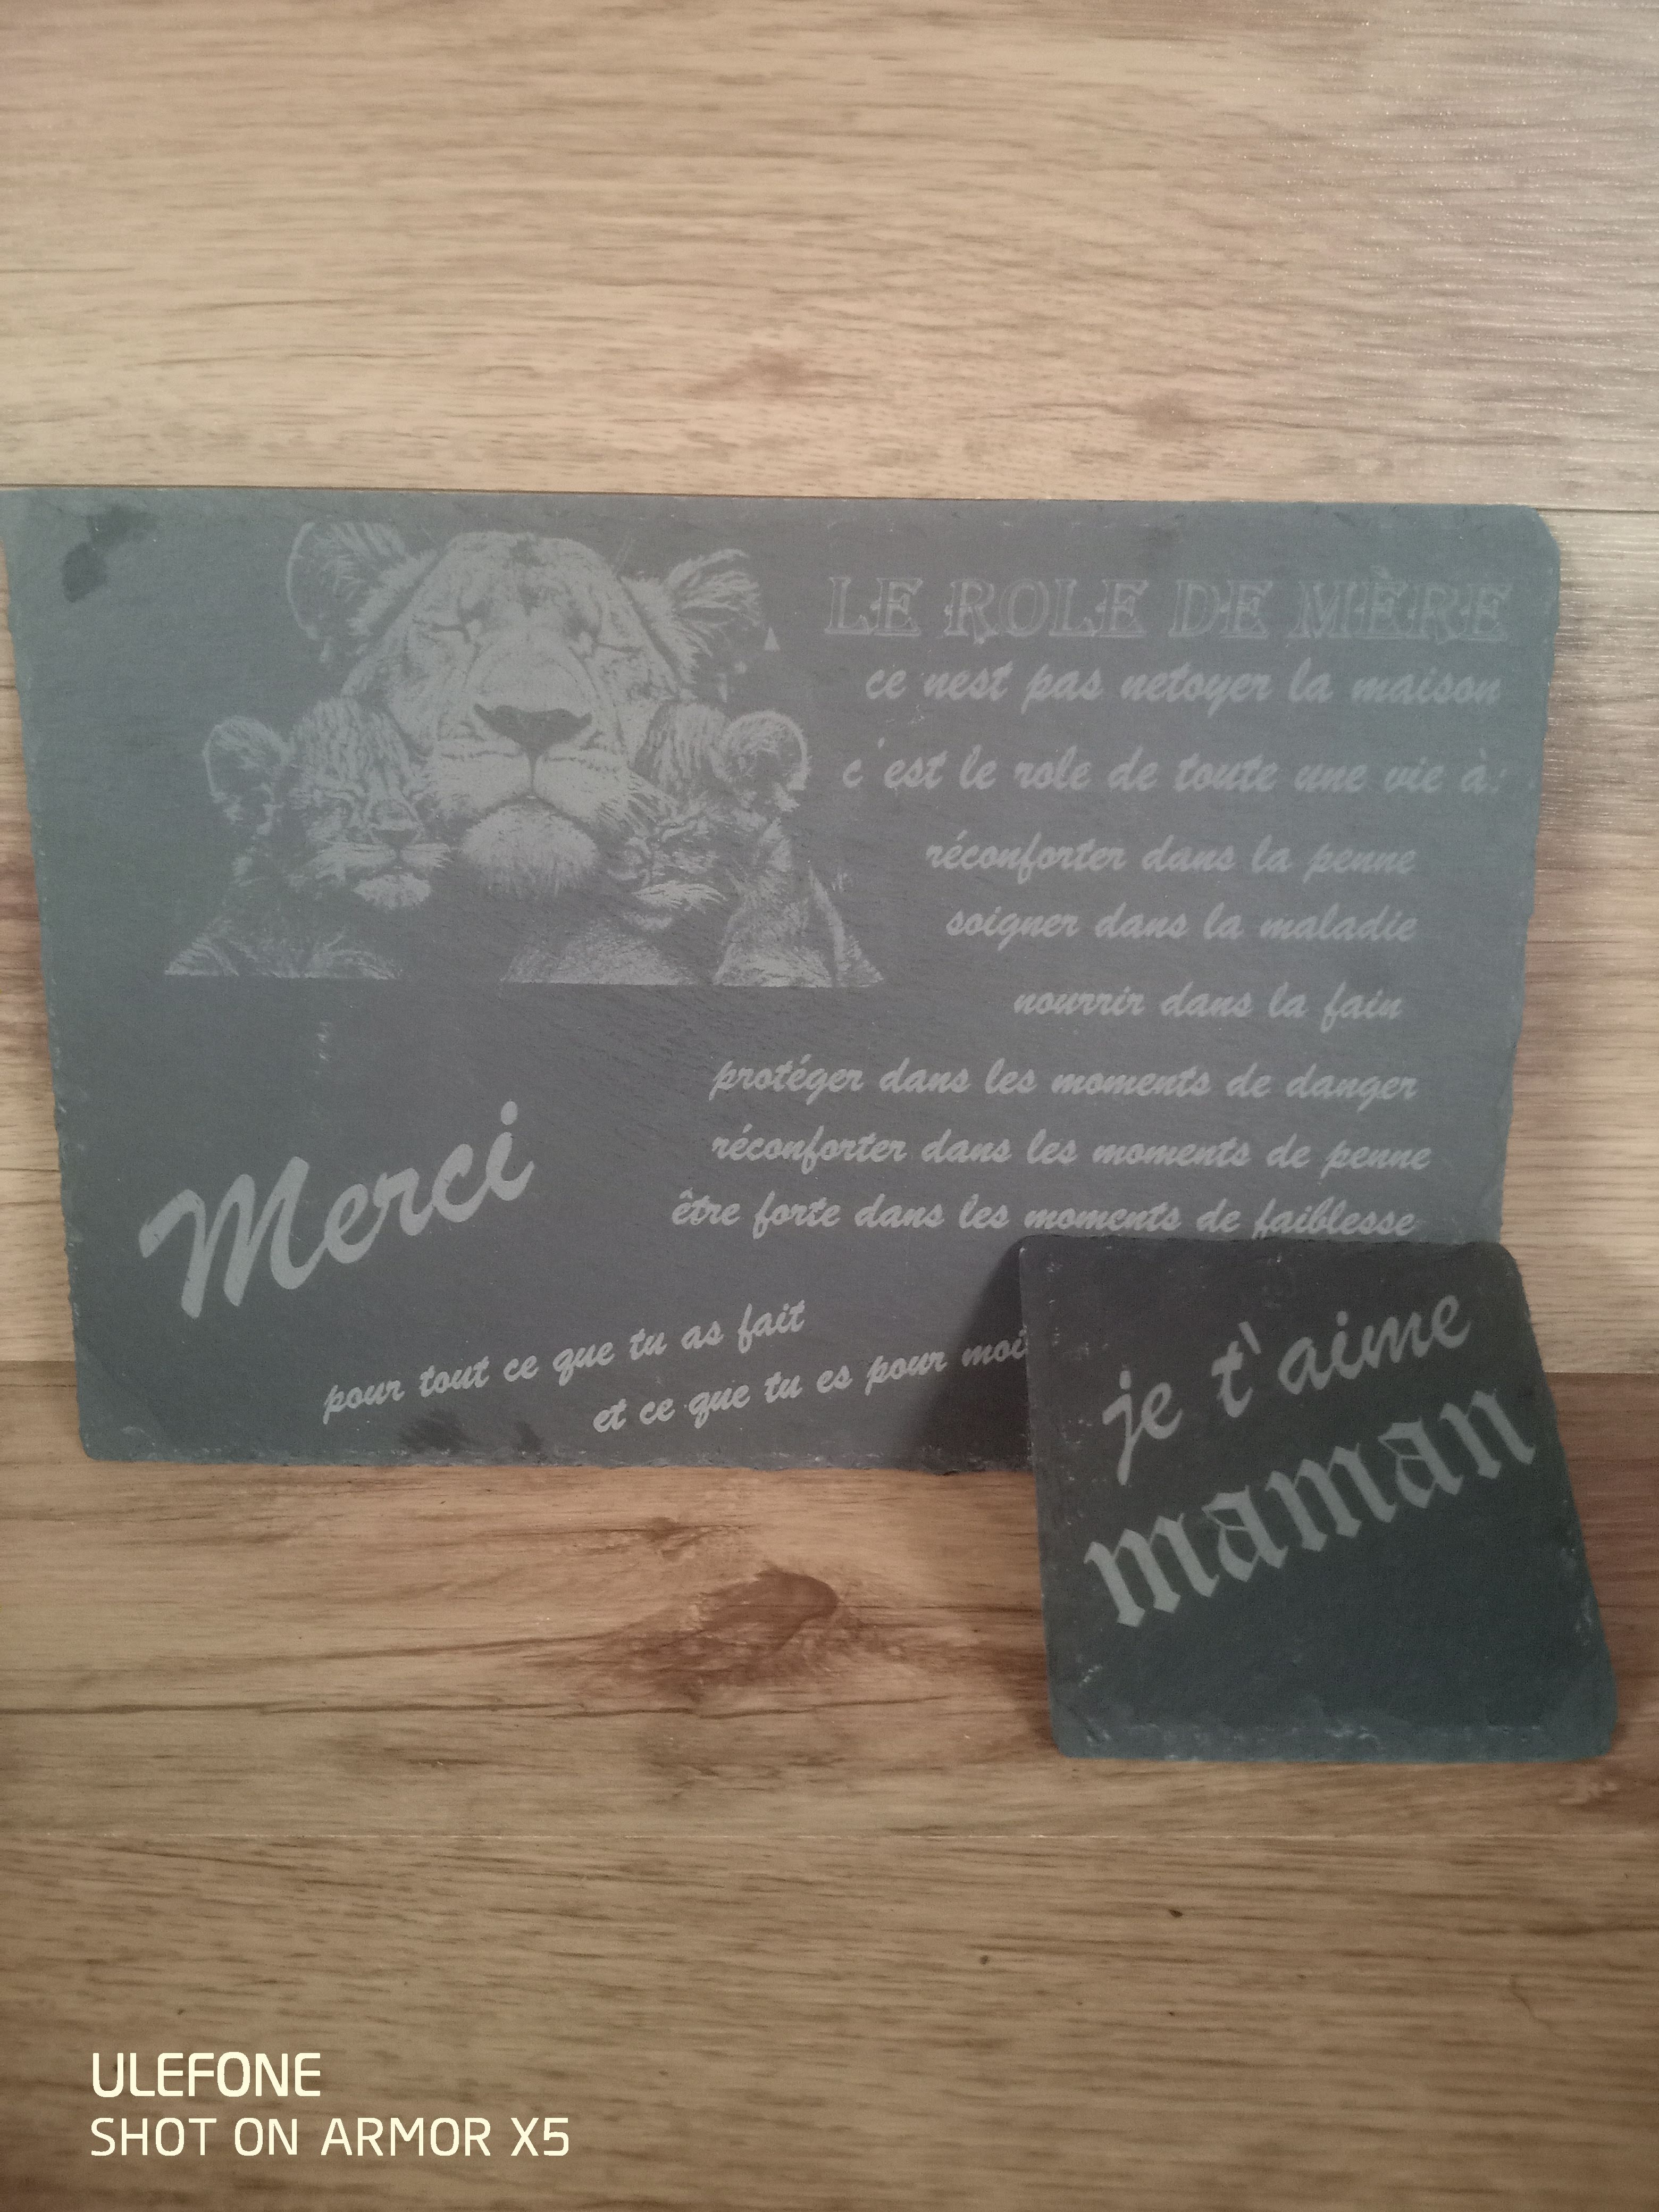 LE ROLE DE MÈRE
ce nest pas netoyer la maison
c'est le role de toute une vie à:
réconforter dans la penne
soigner dans la maladie
nourrir dans la fain
protéger dans les moments de danger
réconforter dans les moments de penne
être forte dans les moments de faiblesse
Merci
pour tout ce que tu as fait
et ce que tu es pour moi
je t'aime
maman
ULEFONE
SHOT ON ARMOR X5